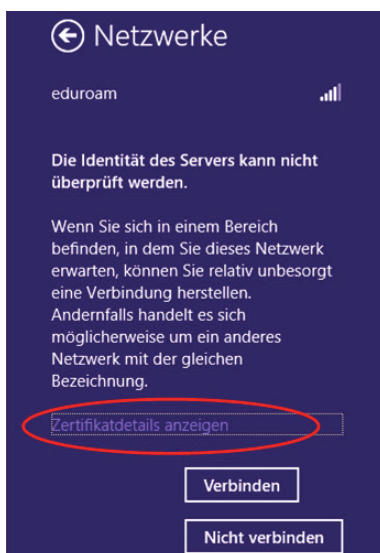 Netzwerke
eduroam
Die Identität des Servers kann nicht
überprüft werden.
Wenn Sie sich in einem Bereich
befinden, in dem Sie dieses Netzwerk
erwarten, können Sie relativ unbesorgt
eine Verbindung herstellen.
Andernfalls handelt es sich
möglicherweise um ein anderes
Netzwerk mit der gleichen
Bezeichnung.
Zertifikatdetails anzeigen
Verbinden
Nicht verbinden